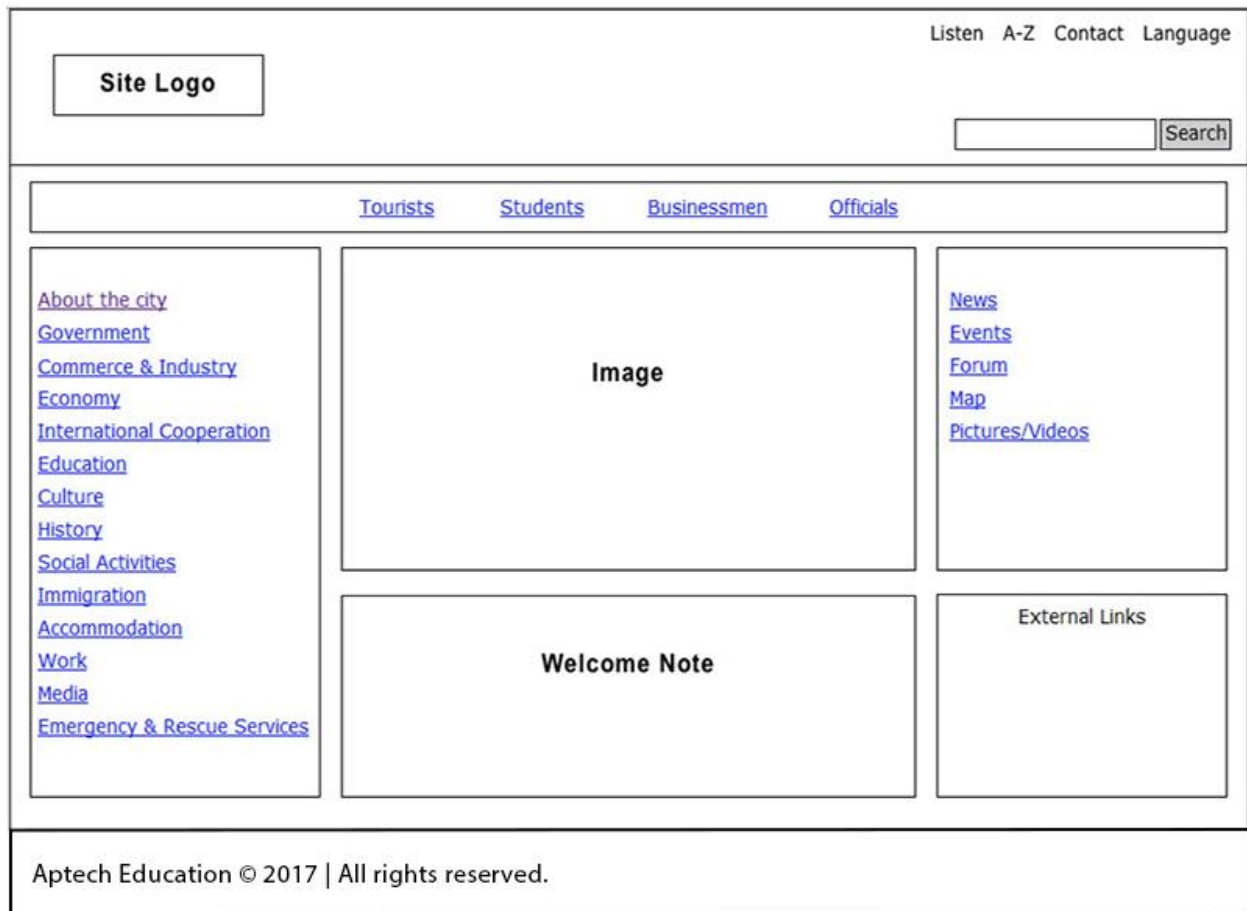 Listen A-Z Contact Language
Site Logo
Search
Tourists Students Businessmen Officials
About the city
Government
Commerce & Industry
Economy
International Cooperation
Education
Culture
History
Social Activities
Immigration
Accommodation
Work
Media
Emergency & Rescue Services
Image
Welcome Note
News
Events
Forum
Map
Pictures/Videos
External Links
Aptech Education © 2017 | All rights reserved.